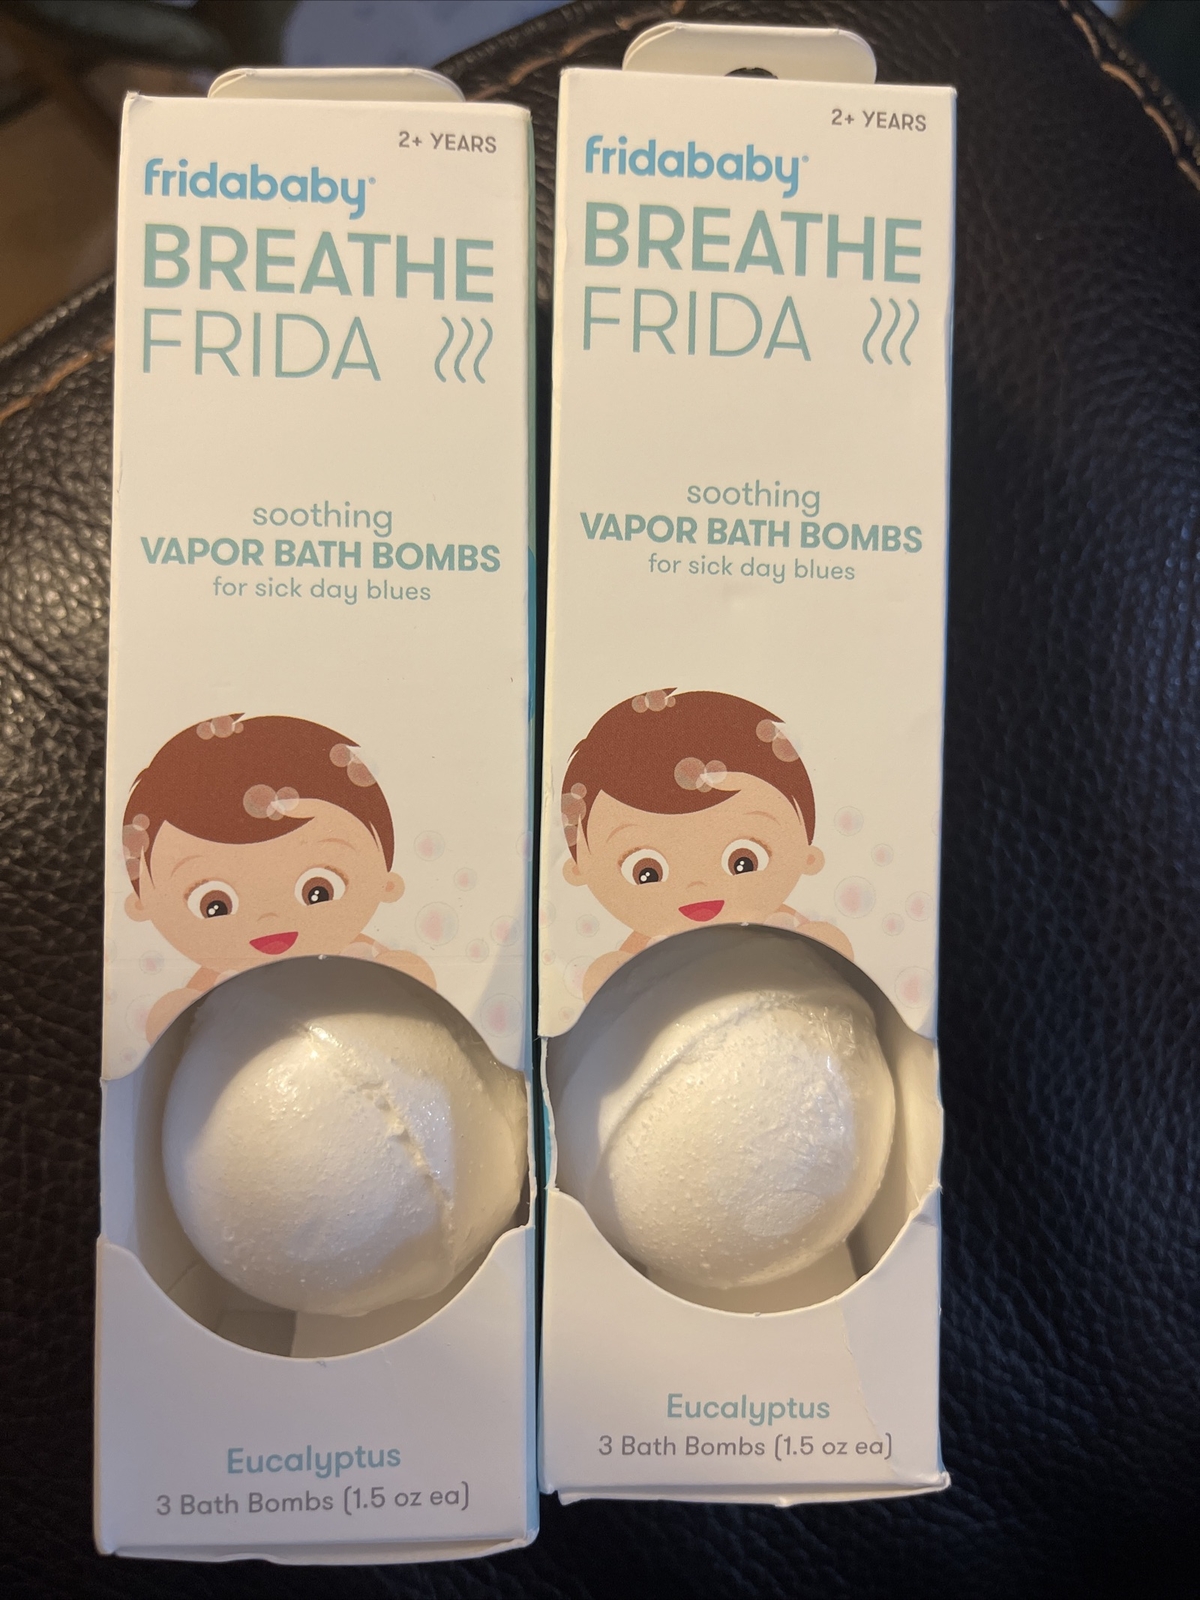 2+ YEARS
fridababy®
BREATHE
FRIDA
soothing
VAPOR BATH BOMBS
for sick day blues
Eucalyptus
3 Bath Bombs (1.5 oz ea)
2+ YEARS
fridababy®
BREATHE
FRIDA
soothing
VAPOR BATH BOMBS
for sick day blues
Eucalyptus
3 Bath Bombs (1.5 oz ea)